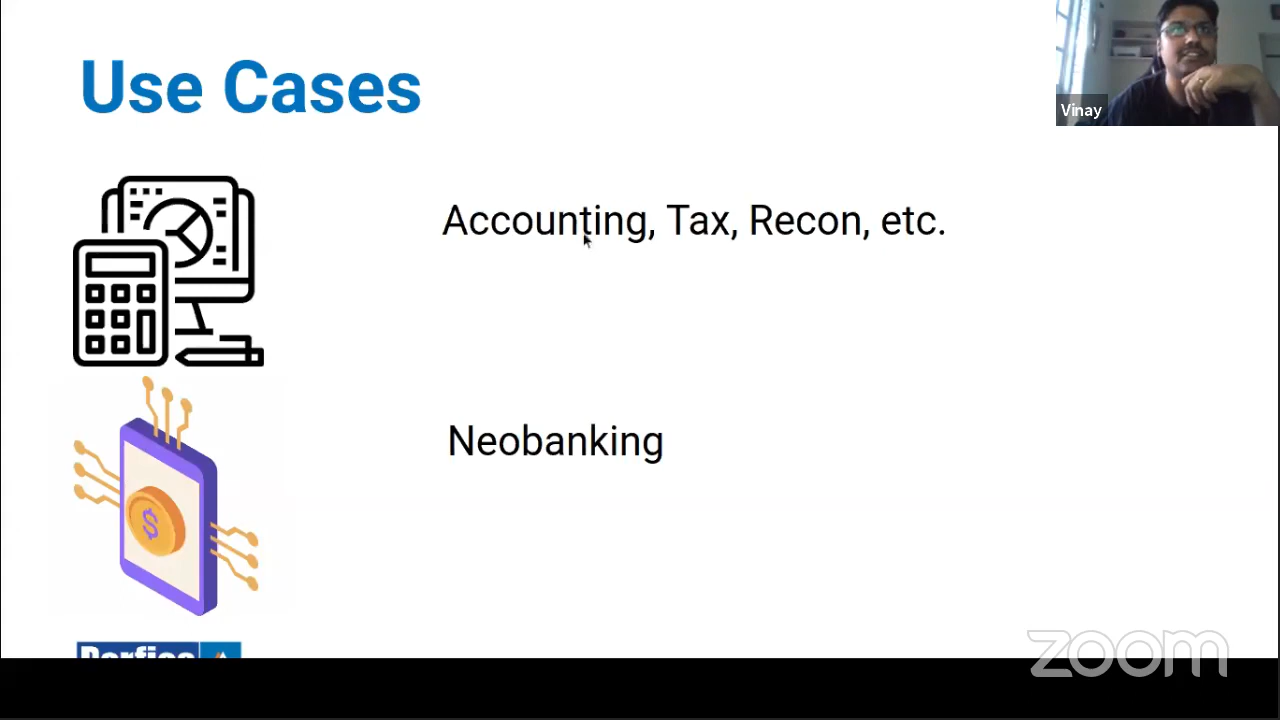 Use Cases
Vinay
Accounting, Tax, Recon, etc.
$
Neobanking
zoom